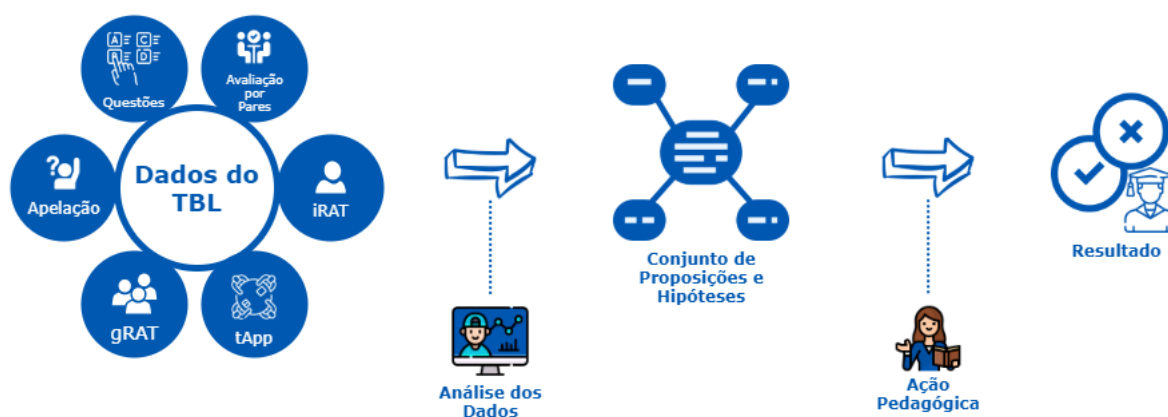 A
C
B
D
Questões
Avaliação
por
Pares
Dados do
TBL
Apelação
?
iRAT
gRAT
tApp
Análise dos
Dados
Conjunto de
Proposições e
Hipóteses
Ação
Pedagógica
Resultado